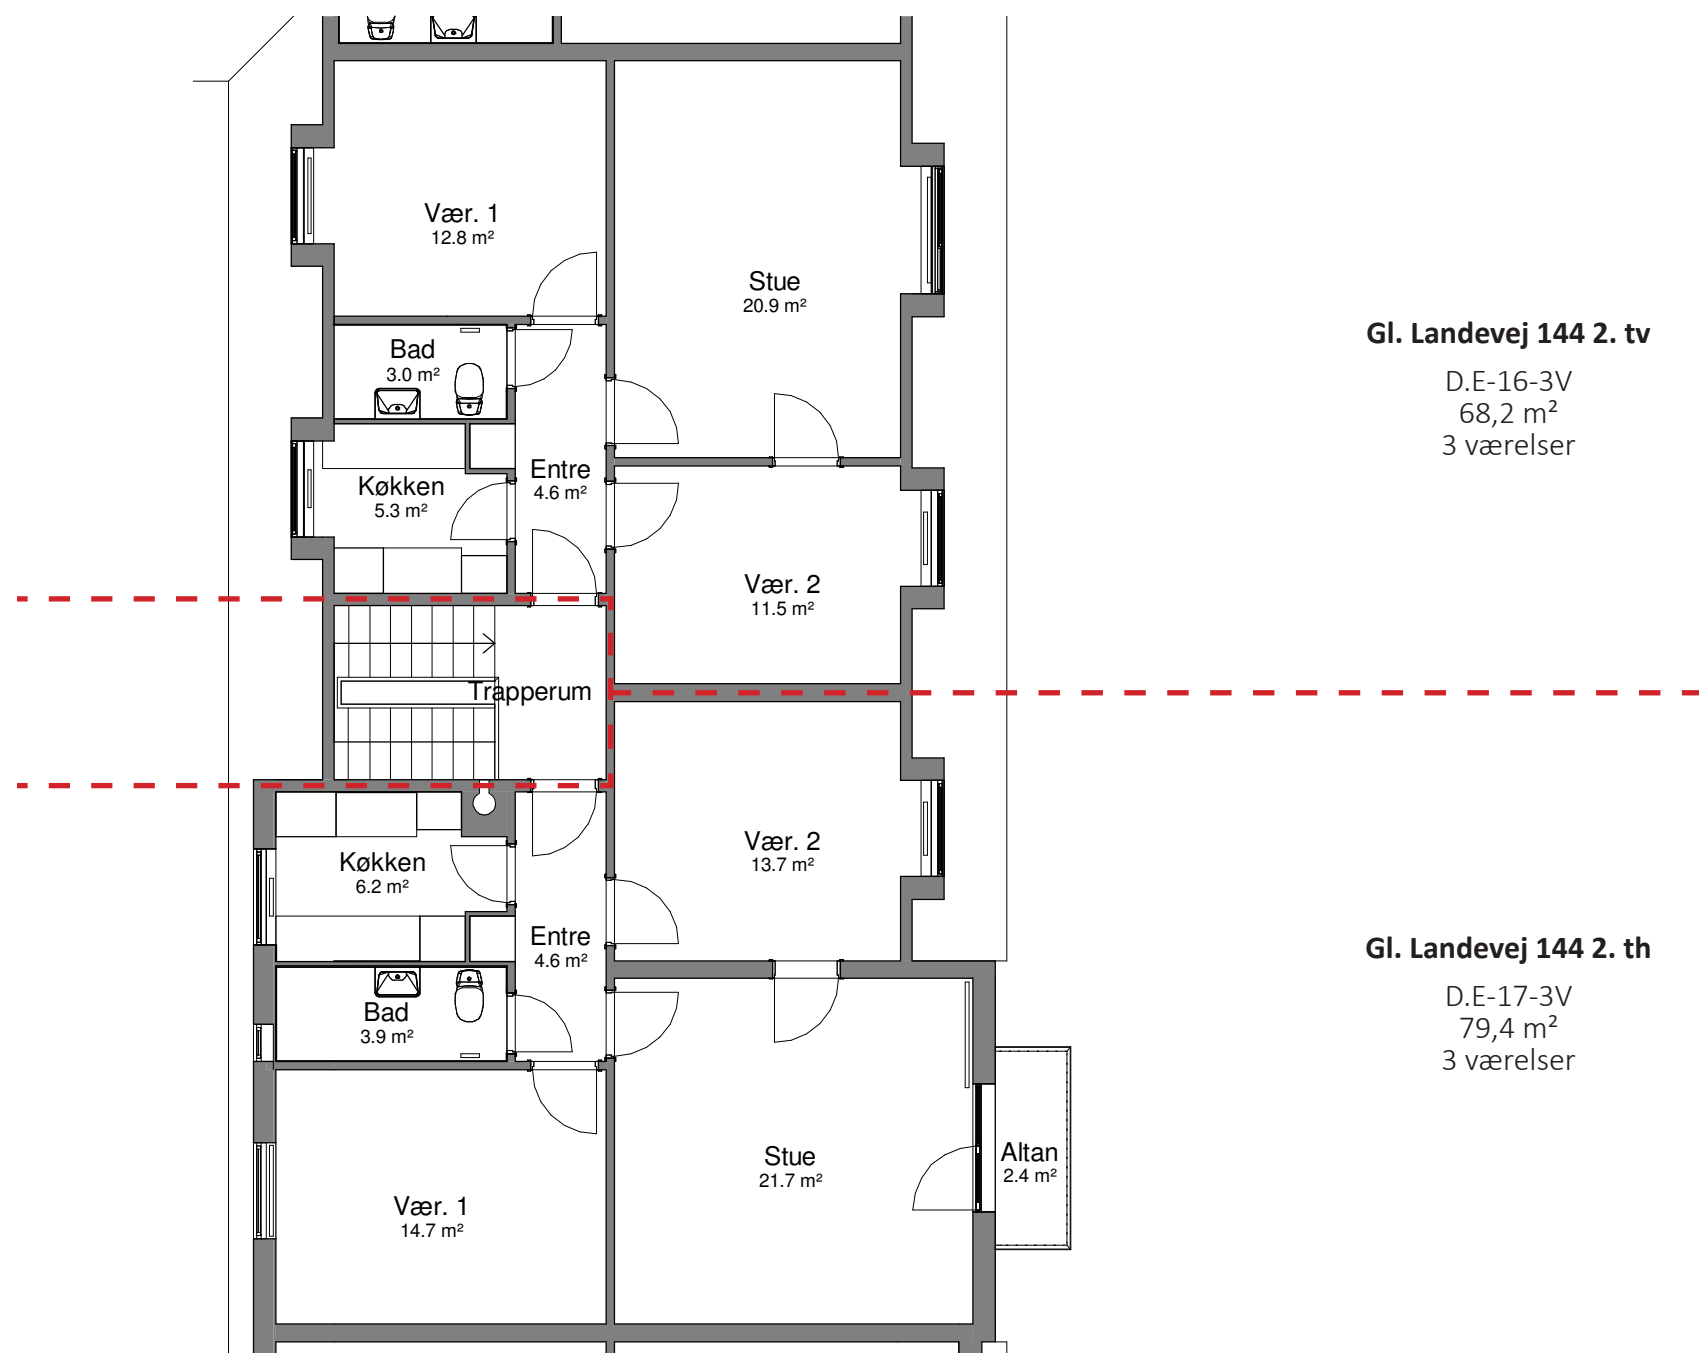 Vær. 1
12.8 m²
Stue
20.9 m²
Bad
3.0 m²
Køkken
5.3 m²
Entre
4.6 m²
Vær. 2
11.5 m²
Gl. Landevej 144 2. tv
D.E-16-3V
68,2 m²
3 værelser
Trapperum
Køkken
6.2 m²
Vær. 2
13.7 m²
Entre
4.6 m²
Bad
3.9 m²
Vær. 1
14.7 m²
Stue
21.7 m²
Altan
2.4 m²
Gl. Landevej 144 2. th
D.E-17-3V
79,4 m²
3 værelser